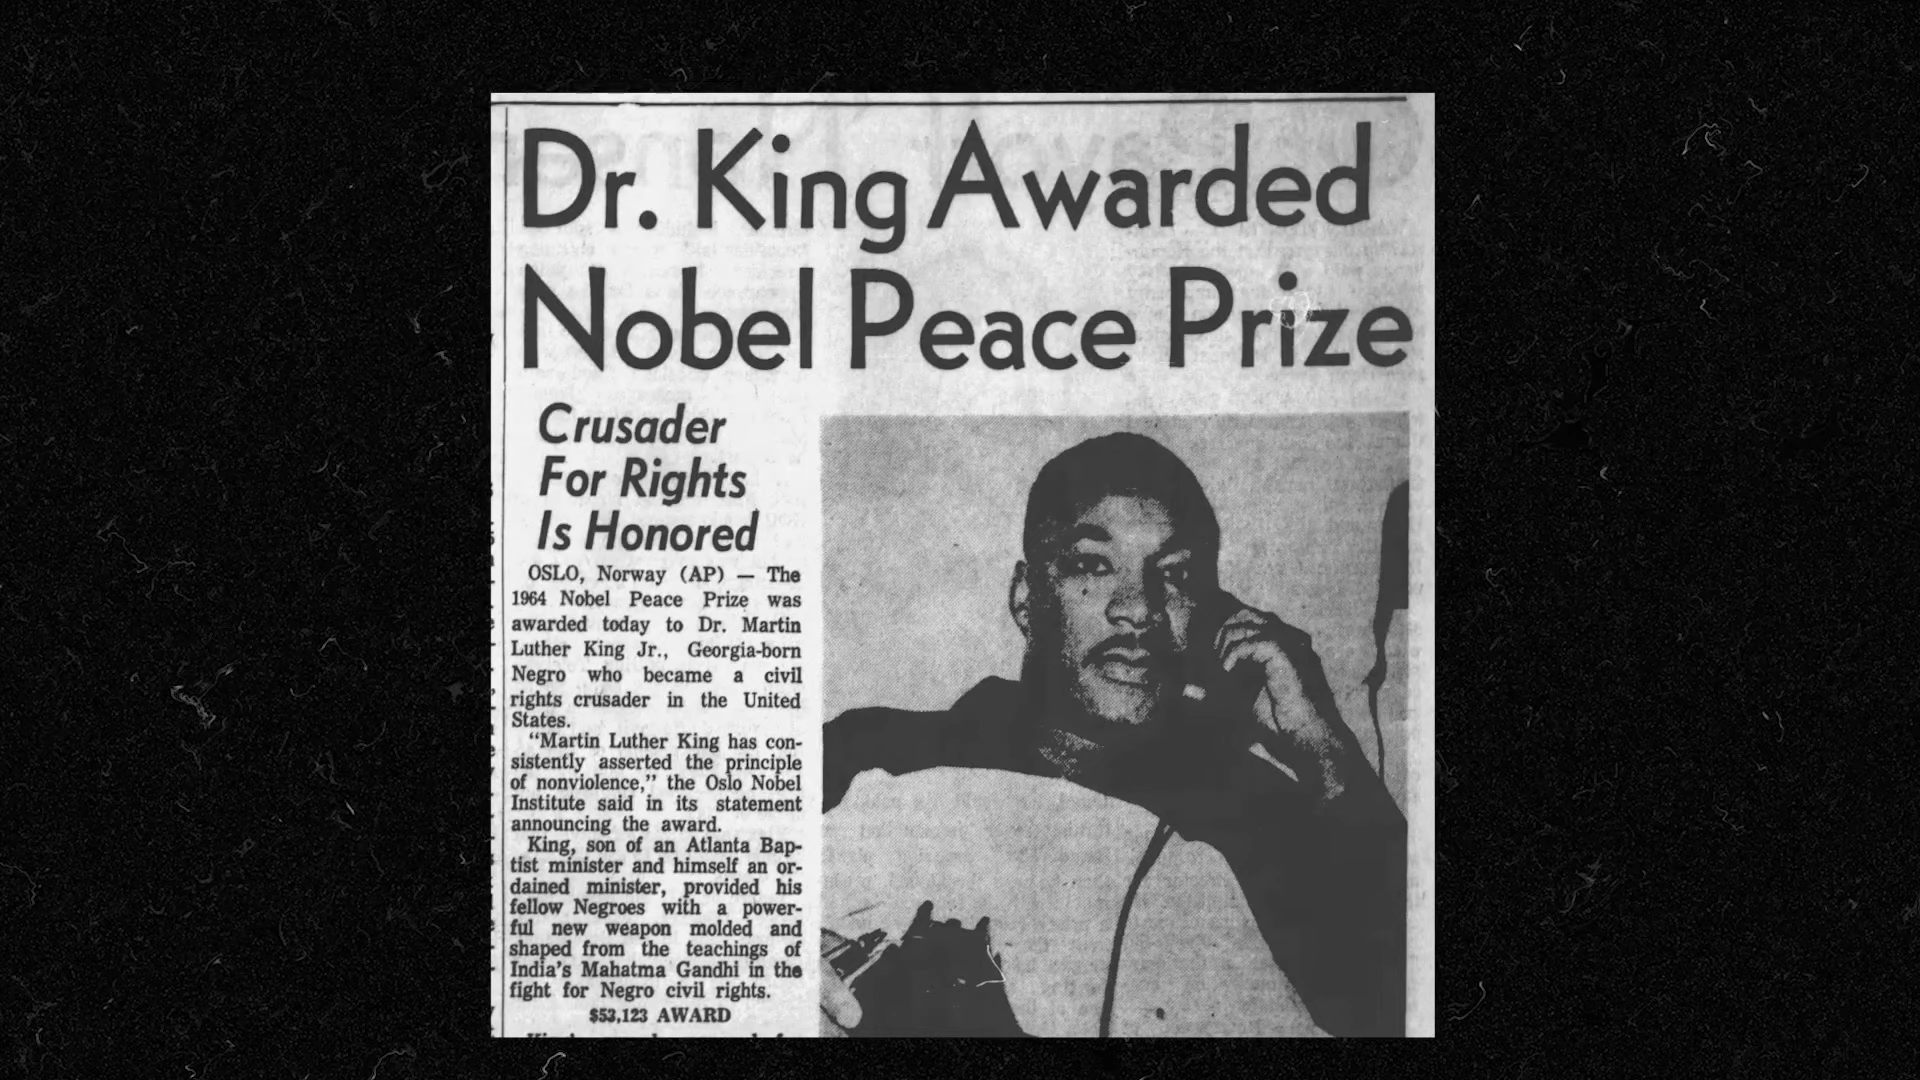 Dr. King Awarded
Nobel Peace Prize
Crusader
For Rights
Is Honored
OSLO, Norway (AP) — The
1964 Nobel Peace Prize was
awarded today to Dr. Martin
Luther King Jr., Georgia-born
Negro who became a civil
rights crusader in the United
States.
"Martin Luther King has con-
sistently asserted the principle
of nonviolence," the Oslo Nobel
Institute said in its statement
announcing the award.
King, son of an Atlanta Bap-
tist minister and himself an or-
dained minister, provided his
fellow Negroes with a power-
ful new weapon molded and
shaped from the teachings of
India's Mahatma Gandhi in the
fight for Negro civil rights.
$53,123 AWARD